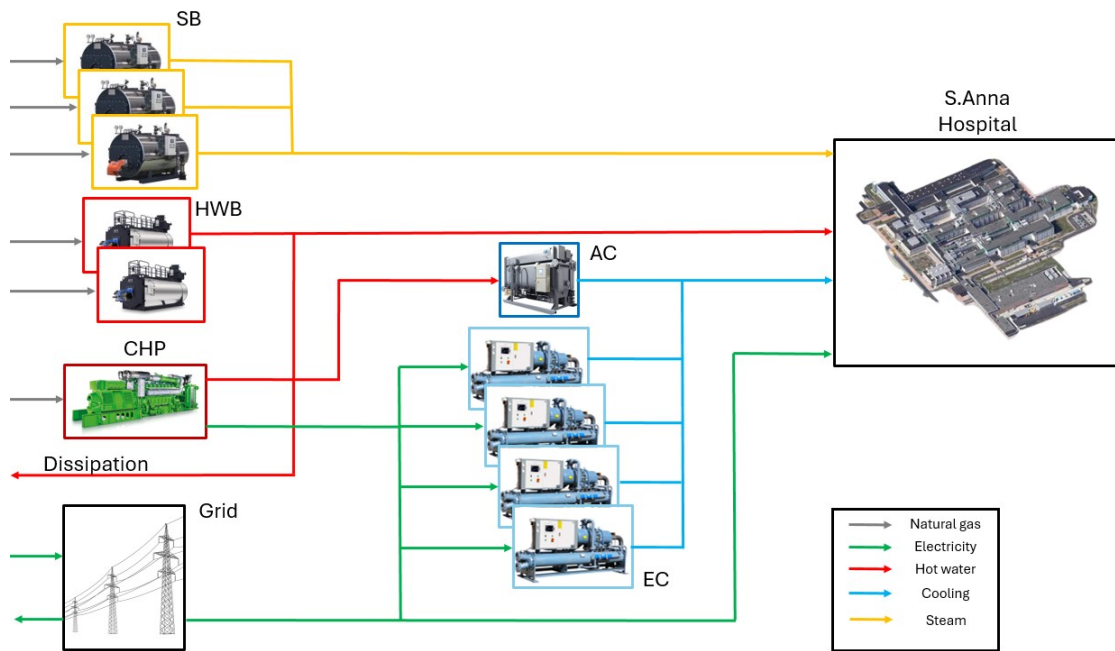 SB
S.Anna
Hospital
HWB
AC
CHP
Dissipation
Grid
EC
Natural gas
Electricity
Hot water
Cooling
Steam